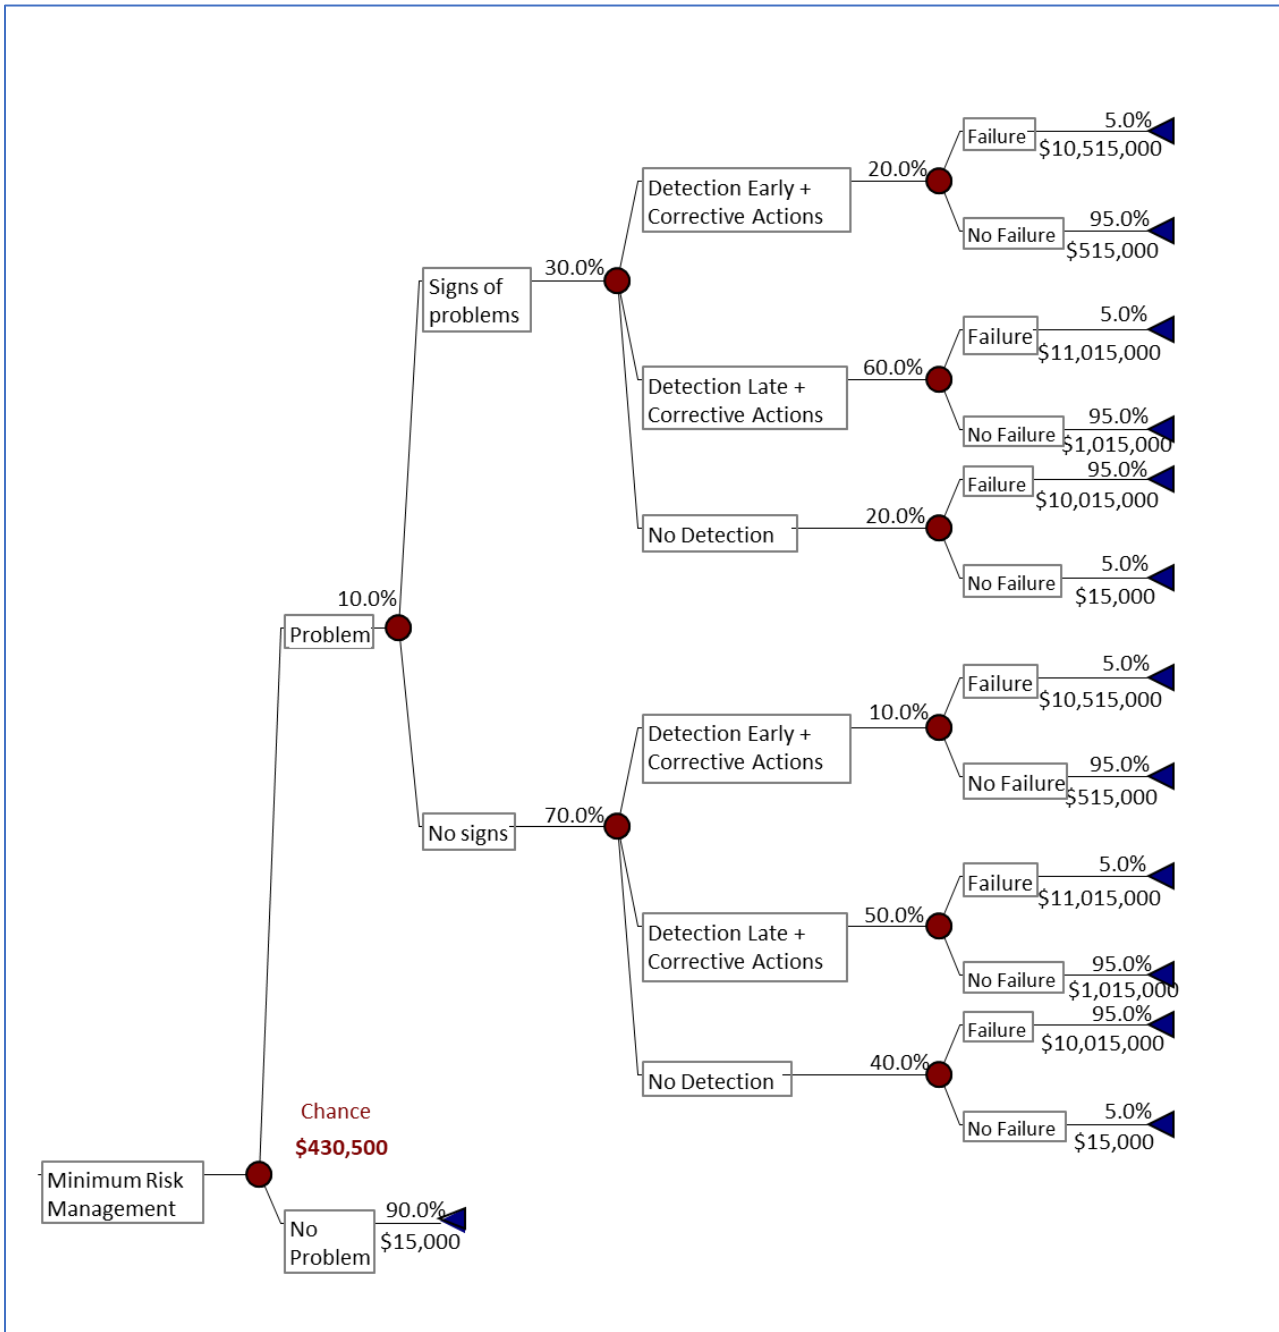 5.0%
Failure
$10,515,000
20.0%
Detection Early +
Corrective Actions
95.0%
No Failure
$515,000
30.0%
Signs of
problems
5.0%
Failure
$11,015,000
60.0%
Detection Late +
Corrective Actions
95.0%
No Failure
$1,015,000
95.0%
Failure
$10,015,000
20.0%
No Detection
5.0%
No Failure
$15,000
10.0%
Problem
5.0%
Failure
$10,515,000
10.0%
Detection Early +
Corrective Actions
95.0%
No Failure
$515,000
70.0%
No signs
5.0%
Failure
$11,015,000
50.0%
Detection Late +
Corrective Actions
95.0%
No Failure
$1,015,000
95.0%
Failure
$10,015,000
40.0%
No Detection
5.0%
No Failure
$15,000
Chance
$430,500
Minimum Risk
Management
90.0%
No
Problem
$15,000